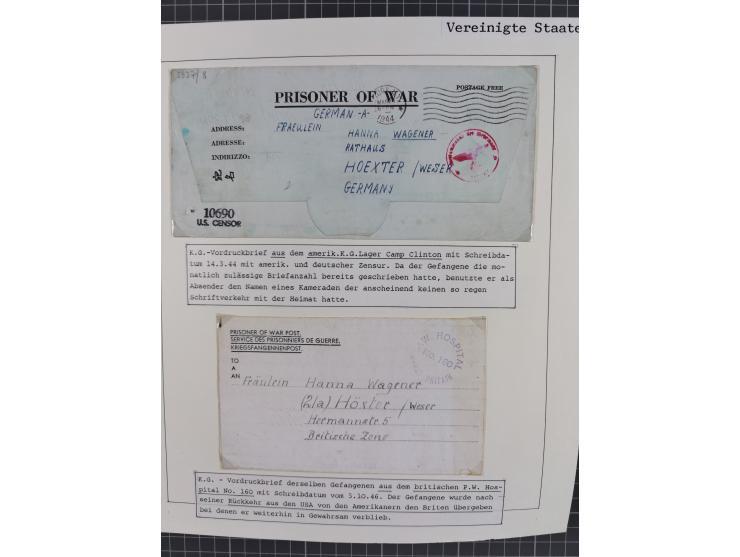 Vereinigte Staate
POSTAGE FREE
PRISONER OF WAR
1944
GERMAN -A-
ADDRESS:
FRAEULEIN
HANNA WAGENER
ADRESSE:
RATHAUS
INDIRIZZO:
HOEXTER /WESER
GERMANY
10690
U.S. CENSOR
K.G.-Vordruckbrief aus dem amerik.K.G.Lager Camp Clinton mit Schreibda-
tum 14.3.44 mit amerik. und deutscher Zensur. Da der Gefangene die mo-
natlich zulässige Briefanzahl bereits geschrieben hatte, benutzte er als
Absender den Namen eines Kameraden der anscheinend keinen so regen
Schriftverkehr mit der Heimat hatte.
PRISONER OF WAR POST.
SERVICE DES PRISONNIERS DE GUERRE.
KRIEGSFANGENNENPOST.
HOSPITAL
NO. 160
TO
A
AN
Fräulein Hanna Wagener
(21a) Höxter /Weser
Hermannstr 5
Britische Zone
K.G. - Vordruckbrief derselben Gefangenen aus dem britischen P.W. Hos-
pital No. 160 mit Schreibdatum vom 5.10.46. Der Gefangene wurde nach
seiner Rückkehr aus den USA von den Amerikanern den Briten Übergeben
bei denen er weiterhin in Gewahrsam verblieb.